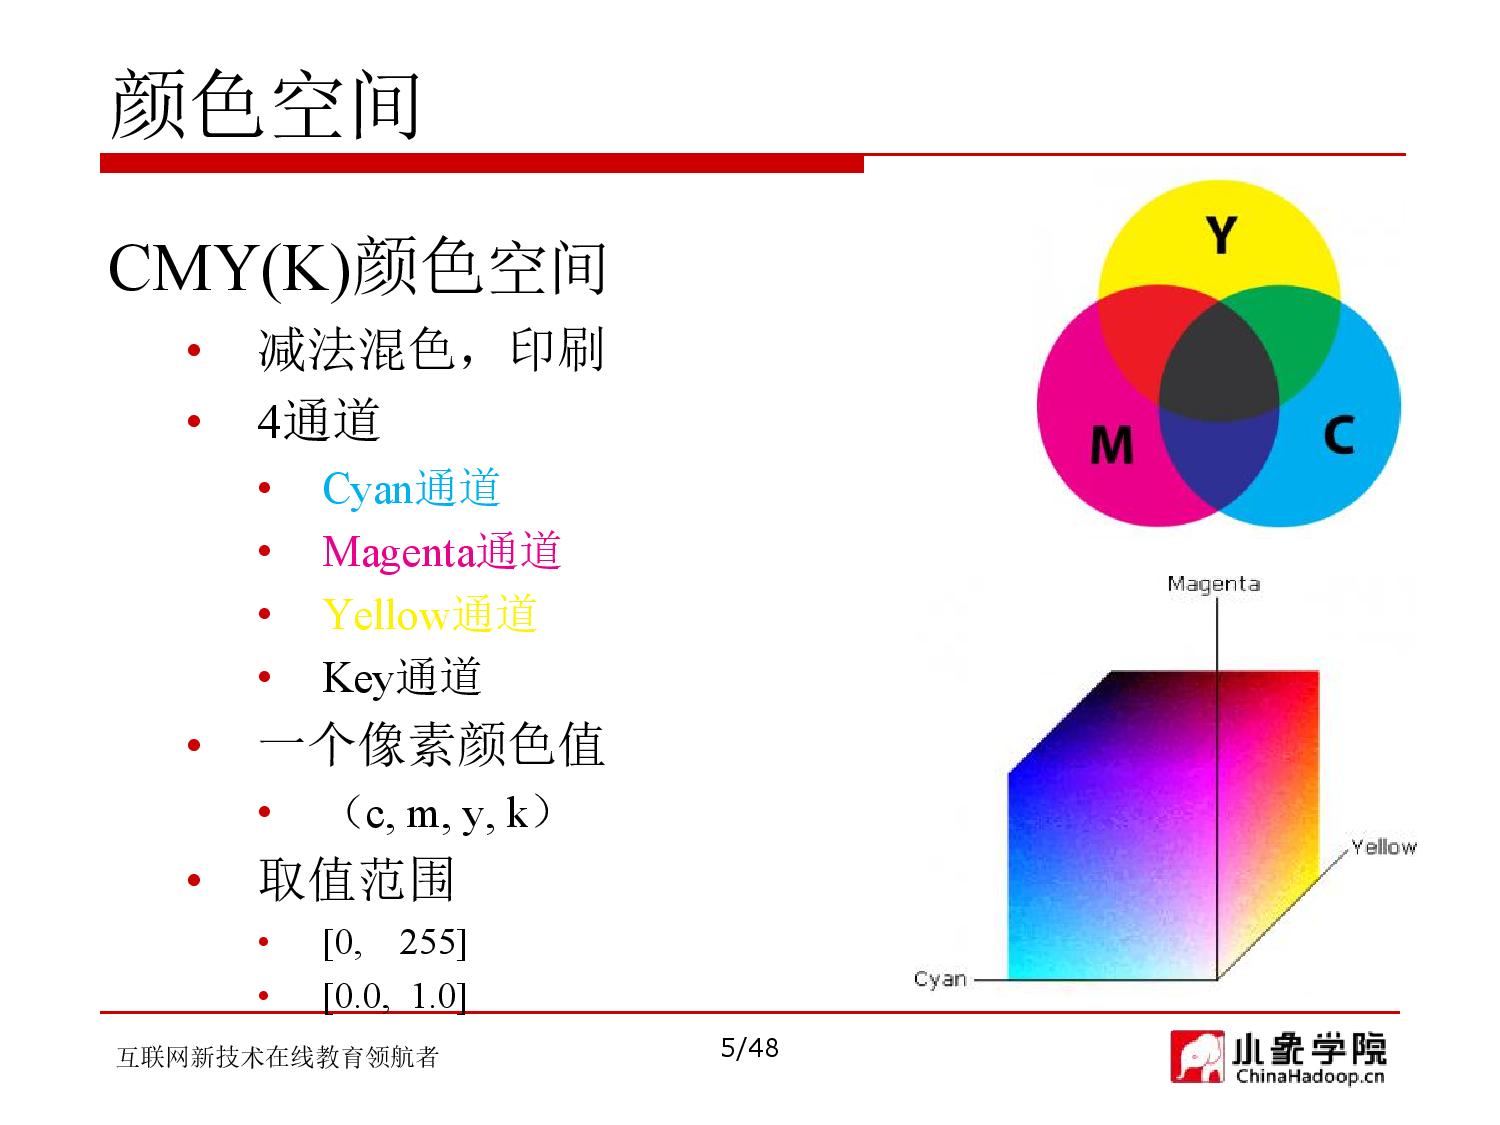 颜色空间
CMY(K)颜色空间
• 减法混色，印刷
• 4通道
• Cyan通道
• Magenta通道
• Yellow通道
• Key通道
• 一个像素颜色值
• （c, m, y, k）
• 取值范围
• [0, 255]
• [0.0, 1.0]
Y
M
C
Magenta
Yellow
Cyan
互联网新技术在线教育领航者
5/48
小象学院
ChinaHadoop.cn